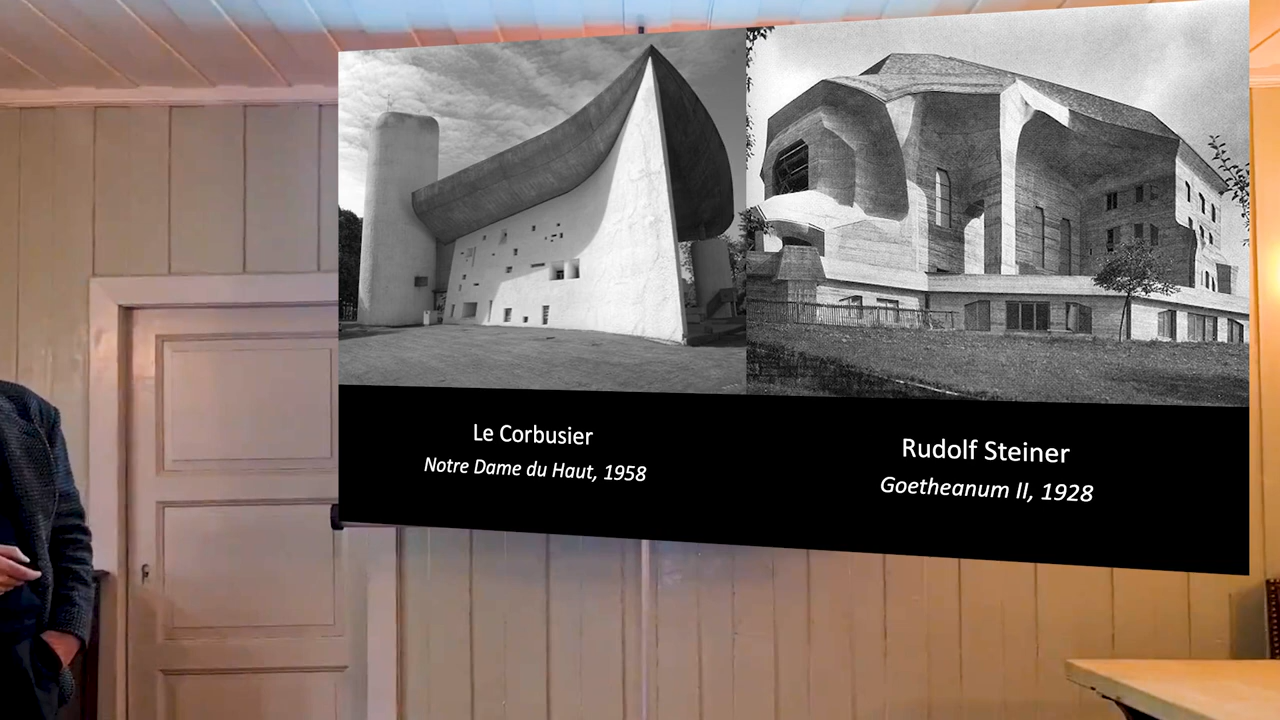 Le Corbusier
Notre Dame du Haut, 1958
Rudolf Steiner
Goetheanum II, 1928